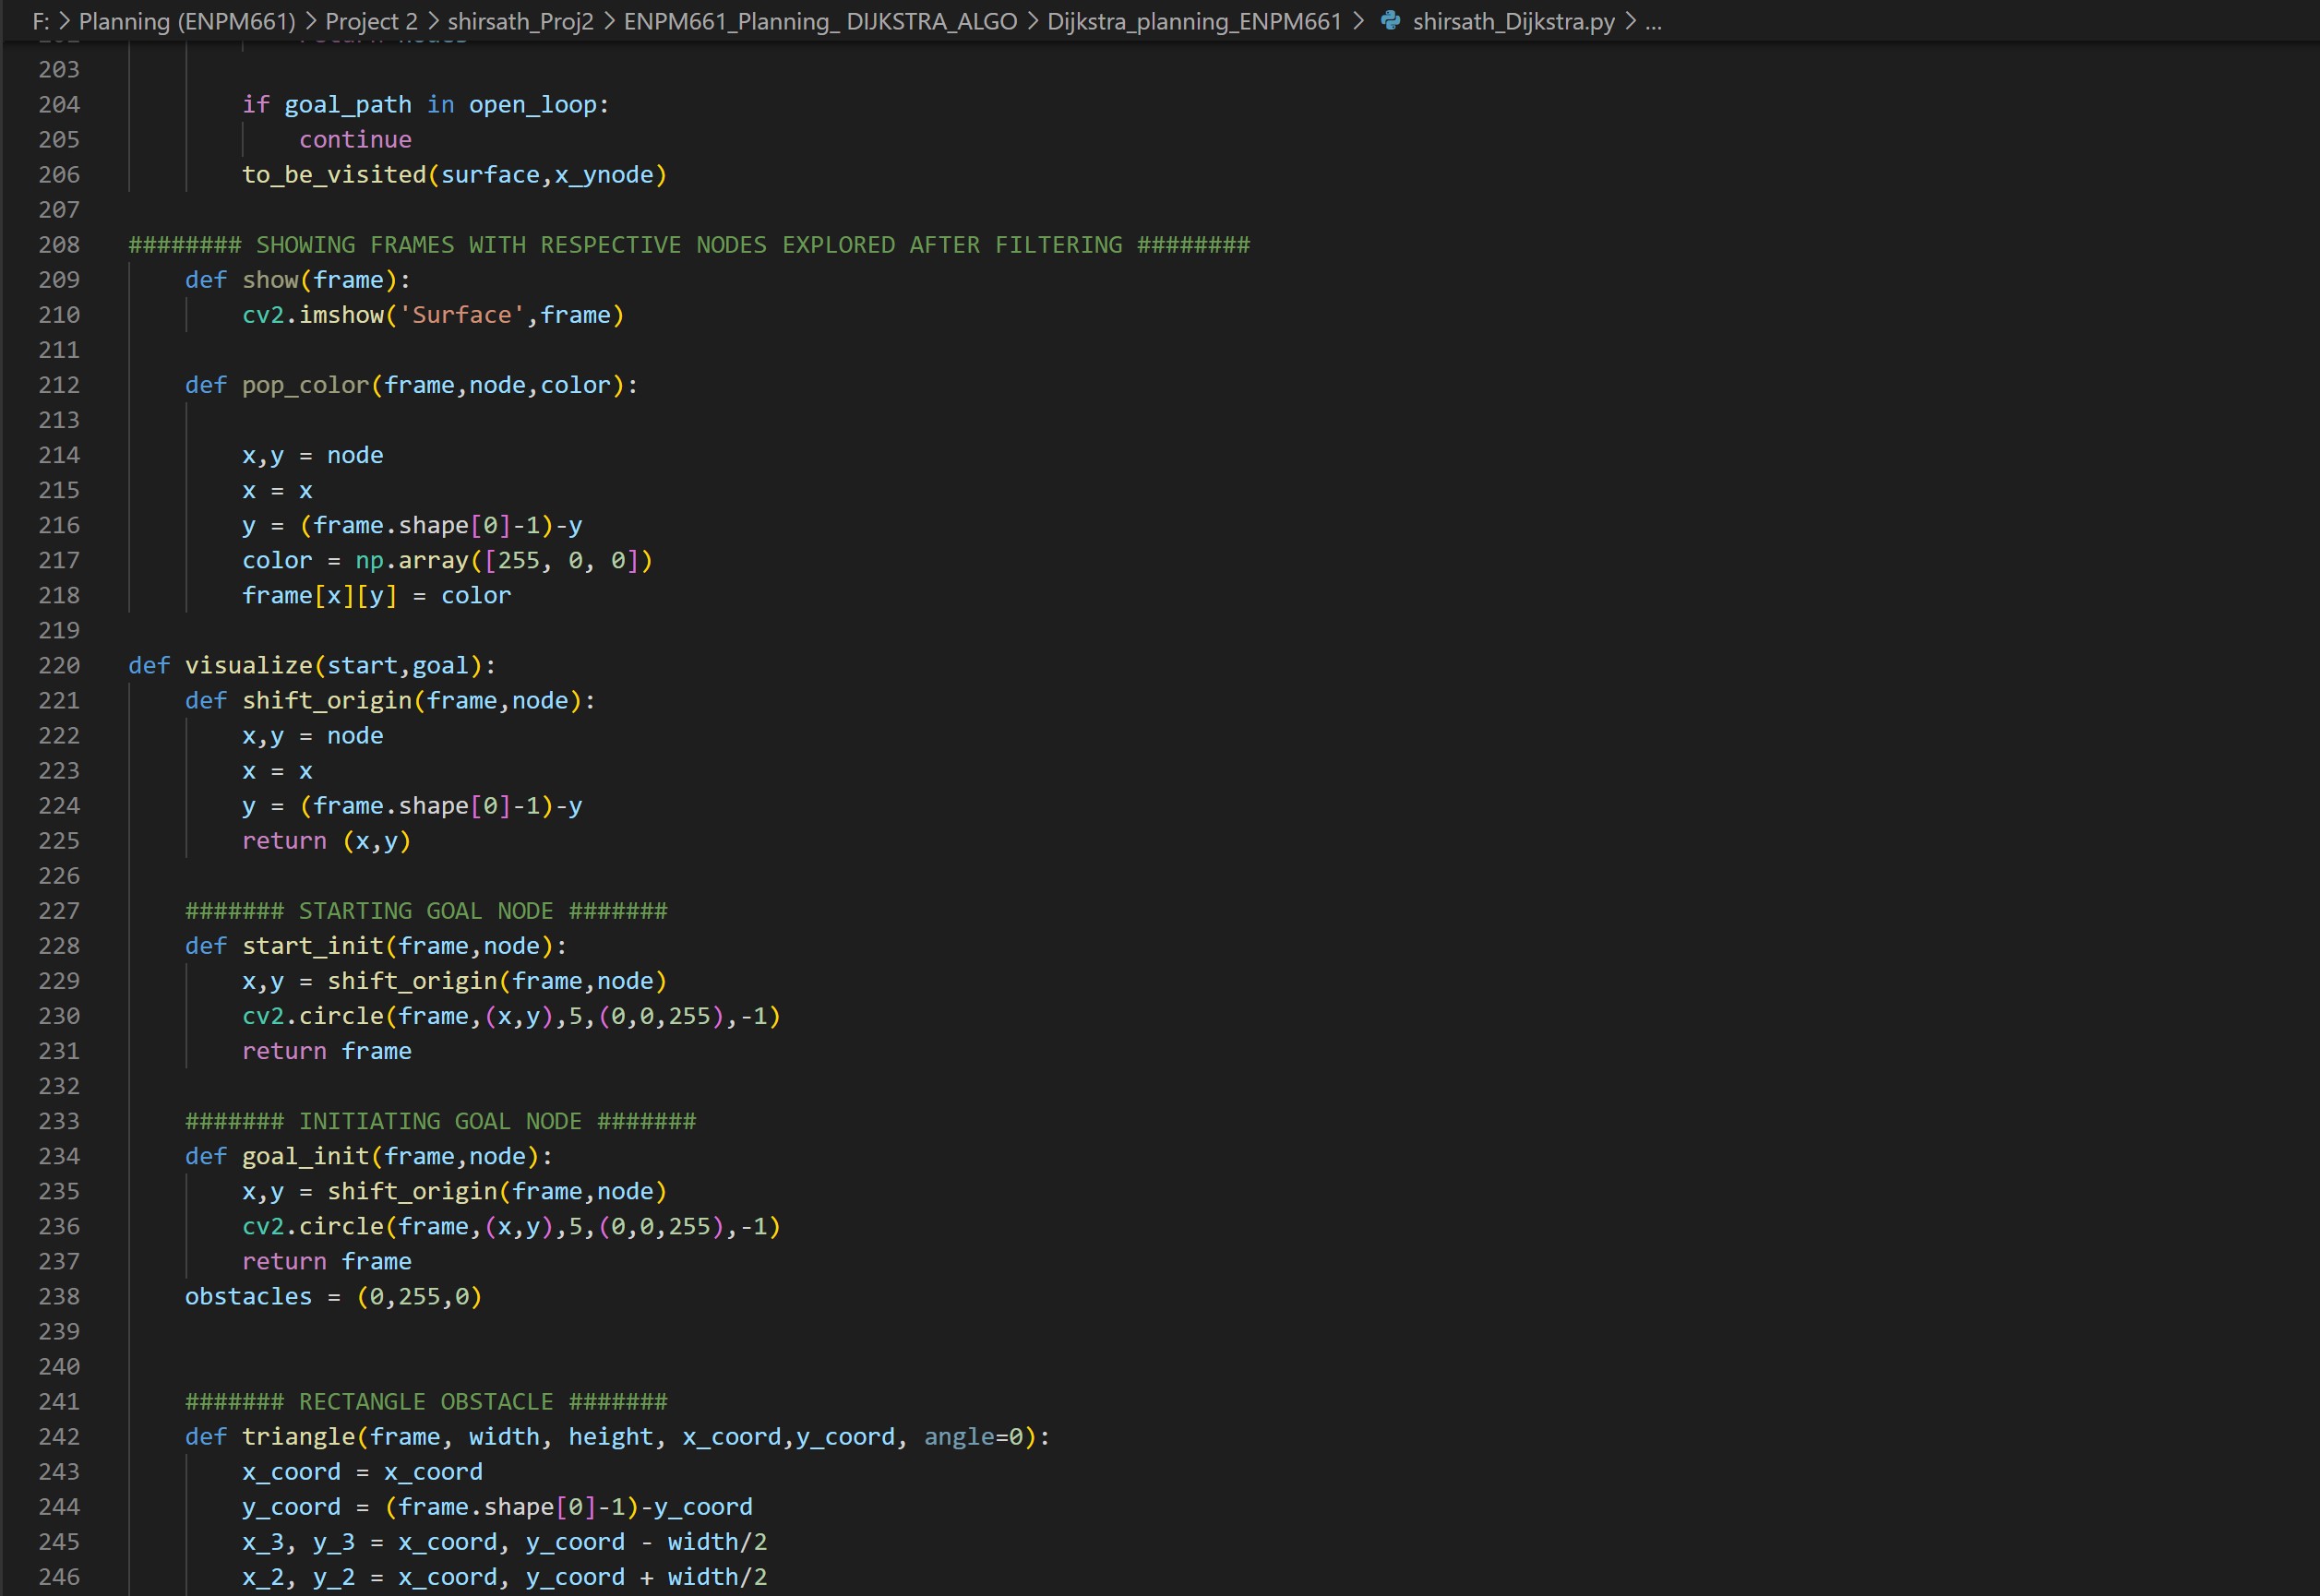 F: > Planning (ENPM661) > Project 2 > shirsath_Proj2 > ENPM661_Planning_ DIJKSTRA_ALGO > Dijkstra_planning_ENPM661 > shirsath_Dijkstra.py > ...
203
204 if goal_path in open_loop:
205 continue
206 to_be_visited(surface,x_ynode)
207
208 ######## SHOWING FRAMES WITH RESPECTIVE NODES EXPLORED AFTER FILTERING ########
209 def show(frame):
210 cv2.imshow('Surface',frame)
211
212 def pop_color(frame,node,color):
213
214 x,y = node
215 x = x
216 y = (frame.shape[0]-1)-y
217 color = np.array([255, 0, 0])
218 frame[x][y] = color
219
220 def visualize(start,goal):
221 def shift_origin(frame,node):
222 x,y = node
223 x = x
224 y = (frame.shape[0]-1)-y
225 return (x,y)
226
227 ####### STARTING GOAL NODE #######
228 def start_init(frame,node):
229 x,y = shift_origin(frame,node)
230 cv2.circle(frame,(x,y),5,(0,0,255),-1)
231 return frame
232
233 ####### INITIATING GOAL NODE #######
234 def goal_init(frame,node):
235 x,y = shift_origin(frame,node)
236 cv2.circle(frame,(x,y),5,(0,0,255),-1)
237 return frame
238 obstacles = (0,255,0)
239
240
241 ####### RECTANGLE OBSTACLE #######
242 def triangle(frame, width, height, x_coord,y_coord, angle=0):
243 x_coord = x_coord
244 y_coord = (frame.shape[0]-1)-y_coord
245 x_3, y_3 = x_coord, y_coord - width/2
246 x_2, y_2 = x_coord, y_coord + width/2